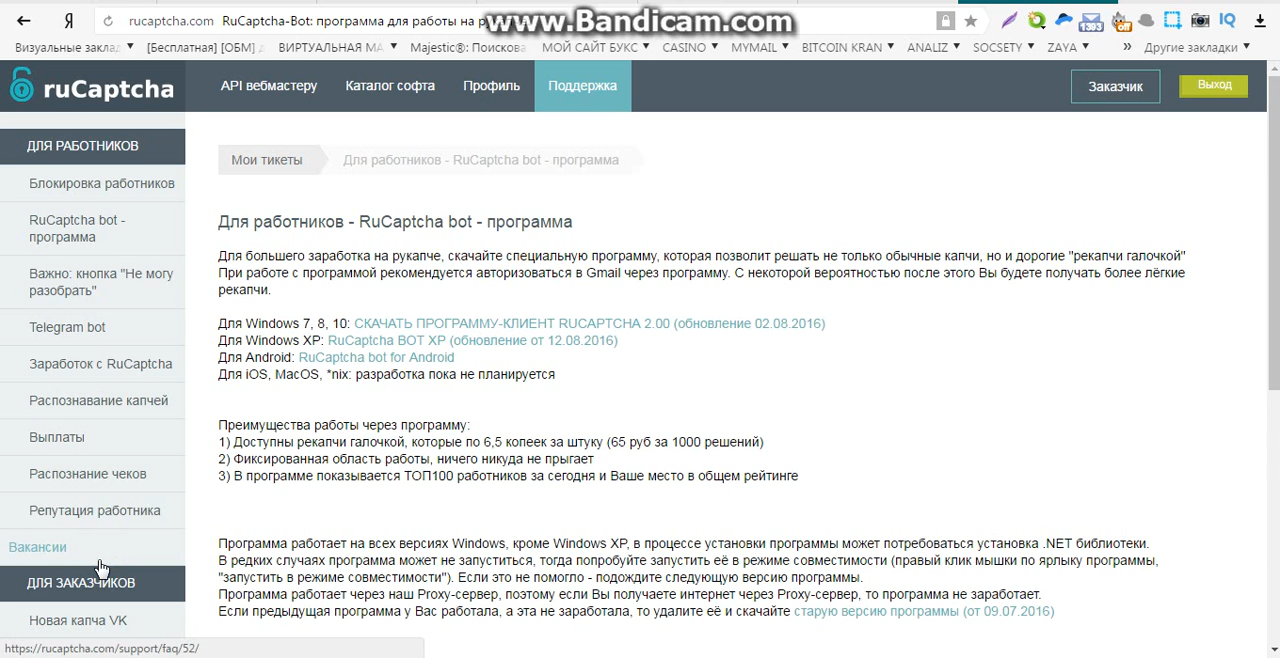 Я
rucaptcha.com RuCaptcha-Bot: программа для работы на р
www.Bandicam.com
1393
off
IQ
Визуальные заклад
[Бесплатная] [ОБМ]
ВИРТУАЛЬНАЯ МА
Majestic®: Поискова
МОЙ САЙТ БУКС
CASINO
MYMAIL
BITCOIN KRAN
ANALIZ
SOCSETY
ZAYA
»
Другие закладки
ruCaptcha
API вебмастеру
Каталог софта
Профиль
Поддержка
Заказчик
Выход
ДЛЯ РАБОТНИКОВ
Блокировка работников
RuCaptcha bot -
программа
Важно: кнопка "Не могу
разобрать"
Telegram bot
Заработок с RuCaptcha
Распознавание капчей
Выплаты
Распознание чеков
Репутация работника
Вакансии
ДЛЯ ЗАКАЗЧИКОВ
Новая капча VK
Мои тикеты
Для работников - RuCaptcha bot - программа
Для работников - RuCaptcha bot - программа
Для большего заработка на рукапче, скачайте специальную программу, которая позволит решать не только обычные капчи, но и дорогие "рекапчи галочкой"
При работе с программой рекомендуется авторизоваться в Gmail через программу. С некоторой вероятностью после этого Вы будете получать более лёгкие
рекапчи.
Для Windows 7, 8, 10: СКАЧАТЬ ПРОГРАММУ-КЛИЕНТ RUCAPTCHA 2.00 (обновление 02.08.2016)
Для Windows XP: RuCaptcha BOT XP (обновление от 12.08.2016)
Для Android: RuCaptcha bot for Android
Для iOS, MacOS, *nix: разработка пока не планируется
Преимущества работы через программу:
1) Доступны рекапчи галочкой, которые по 6,5 копеек за штуку (65 руб за 1000 решений)
2) Фиксированная область работы, ничего никуда не прыгает
3) В программе показывается ТОП100 работников за сегодня и Ваше место в общем рейтинге
Программа работает на всех версиях Windows, кроме Windows XP, в процессе установки программы может потребоваться установка .NET библиотеки.
В редких случаях программа может не запуститься, тогда попробуйте запустить её в режиме совместимости (правый клик мышки по ярлыку программы,
"запустить в режиме совместимости"). Если это не помогло - подождите следующую версию программы.
Программа работает через наш Proxy-сервер, поэтому если Вы получаете интернет через Proxy-сервер, то программа не заработает.
Если предыдущая программа у Вас работала, а эта не заработала, то удалите её и скачайте старую версию программы (от 09.07.2016)
https://rucaptcha.com/support/faq/52/